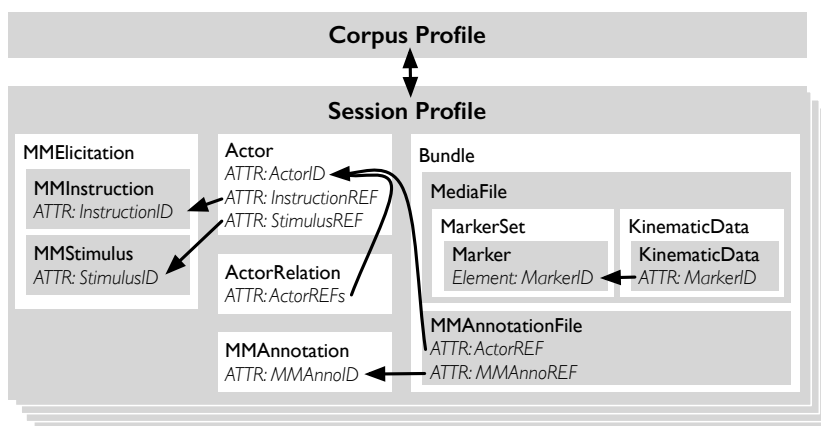 Corpus Profile
Session Profile
MMElicitation
MMInstruction
ATTR: InstructionID
MMStimulus
ATTR: StimulusID
Actor
ATTR: ActorID
ATTR: InstructionREF
ATTR: StimulusREF
ActorRelation
ATTR: ActorREFs
MMAnnotation
ATTR: MMAnnoID
Bundle
MediaFile
MarkerSet
Marker
Element: MarkerID
KinematicData
KinematicData
ATTR: MarkerID
MMAnnotationFile
ATTR: ActorREF
ATTR: MMAnnoREF